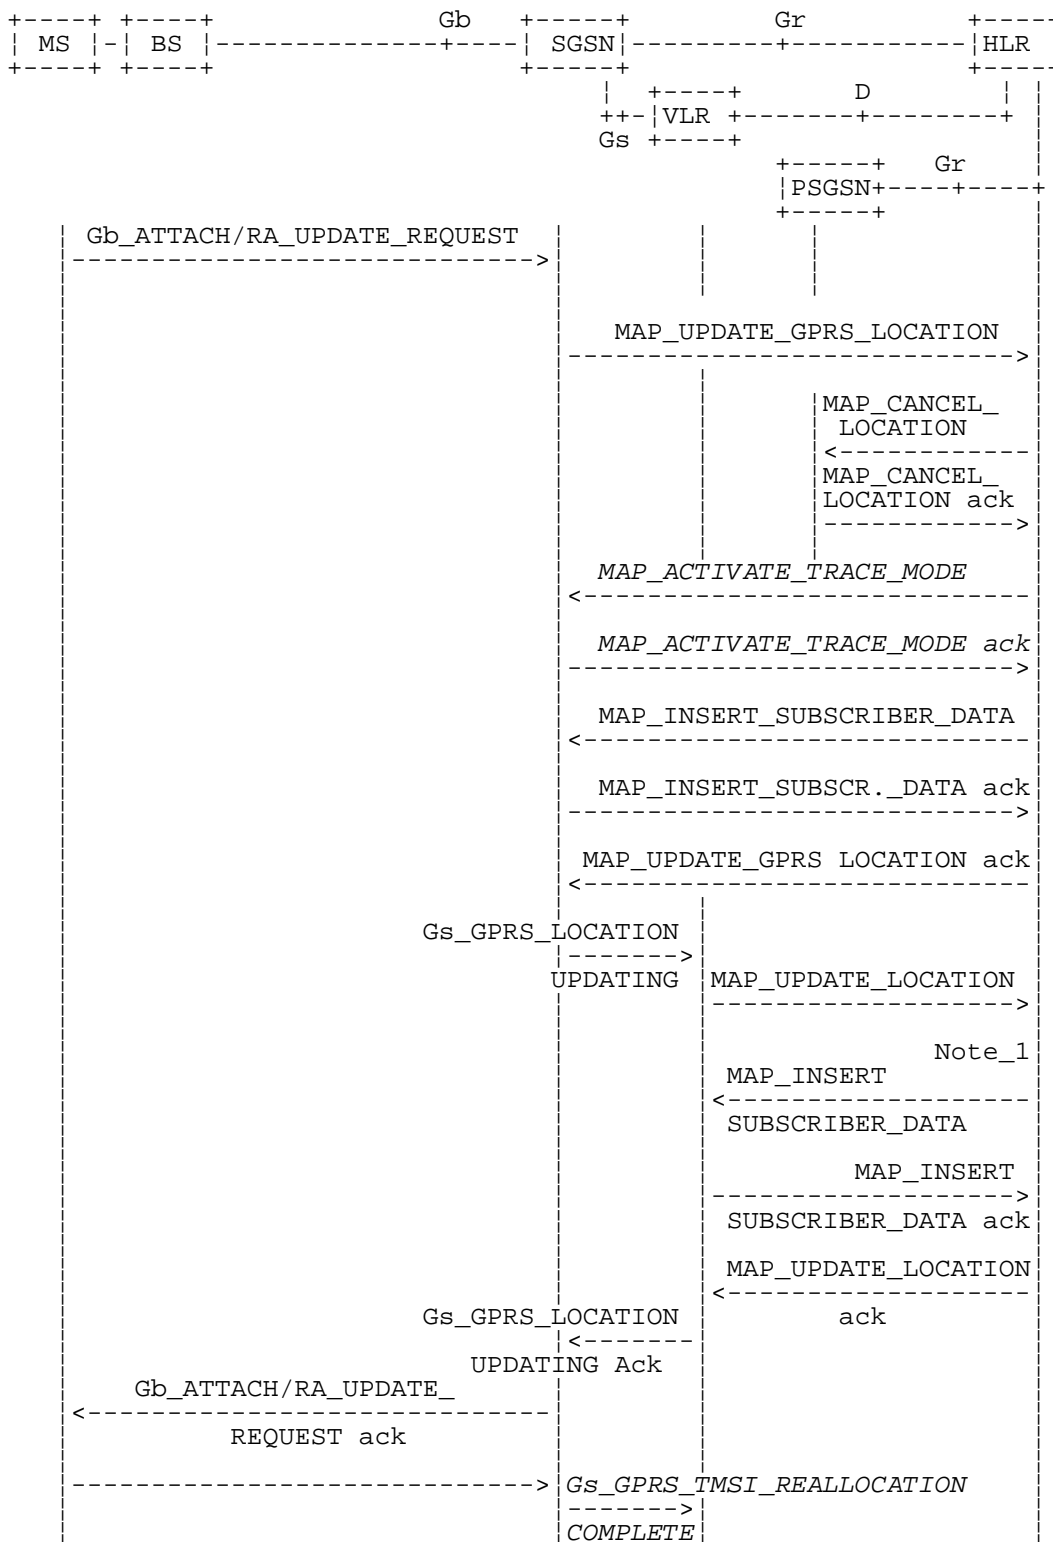 Gb Gr
MS BS SGSN HLR
D
VLR
Gs
Gr
PSGSN
Gb_ATTACH/RA_UPDATE_REQUEST
MAP_UPDATE_GPRS_LOCATION
MAP_CANCEL_
LOCATION
MAP_CANCEL_
LOCATION ack
MAP_ACTIVATE_TRACE_MODE
MAP_ACTIVATE_TRACE_MODE ack
MAP_INSERT_SUBSCRIBER_DATA
MAP_INSERT_SUBSCR._DATA ack
MAP_UPDATE_GPRS LOCATION ack
Gs_GPRS_LOCATION
UPDATING MAP_UPDATE_LOCATION
Note_1
MAP_INSERT
SUBSCRIBER_DATA
MAP_INSERT
SUBSCRIBER_DATA ack
MAP_UPDATE_LOCATION
Gs_GPRS_LOCATION ack
UPDATING Ack
Gb_ATTACH/RA_UPDATE_
REQUEST ack
Gs_GPRS_TMSI_REALLOCATION
COMPLETE